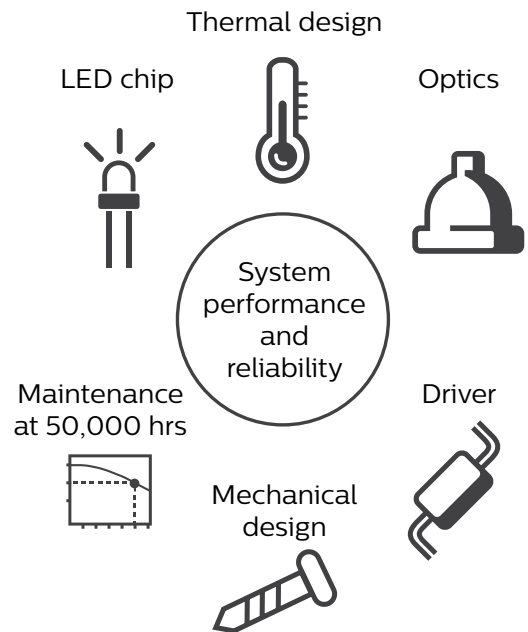 Thermal design
LED chip
Optics
System
performance
and
reliability
Maintenance
at 50,000 hrs
Driver
Mechanical
design